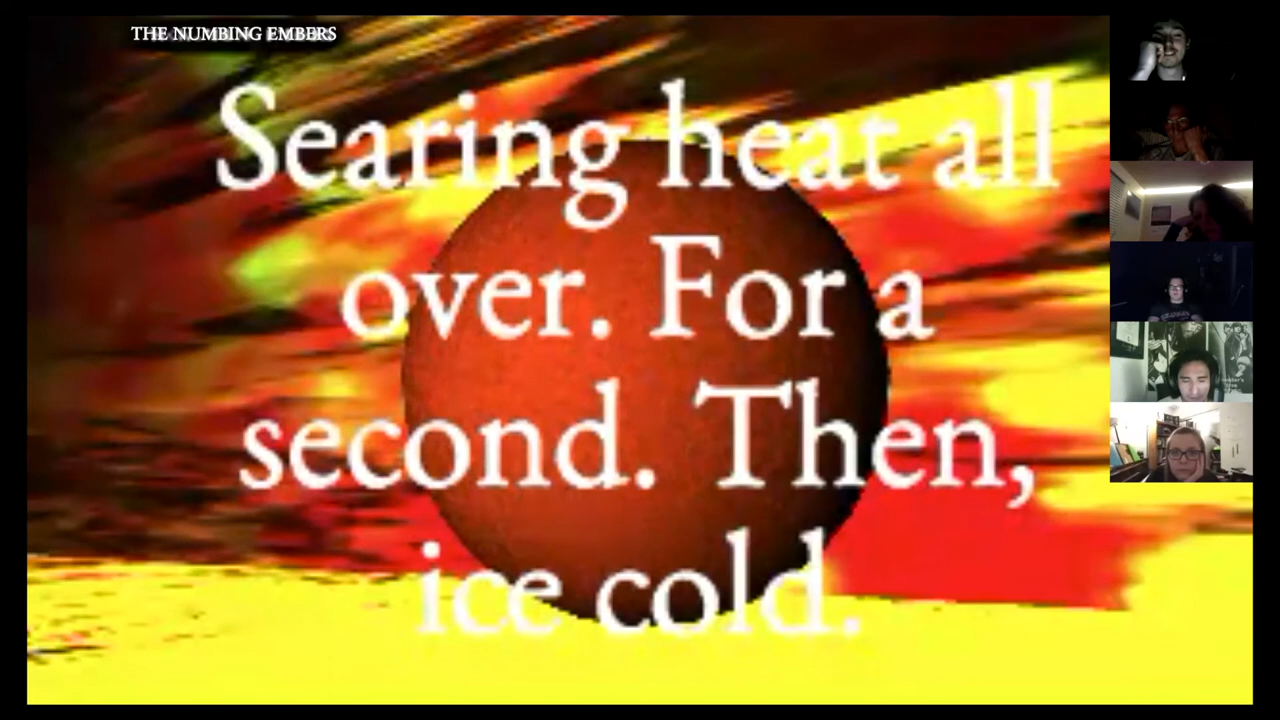 THE NUMBING EMBERS
Searing heat all
over. For a
second. Then,
ice cold.